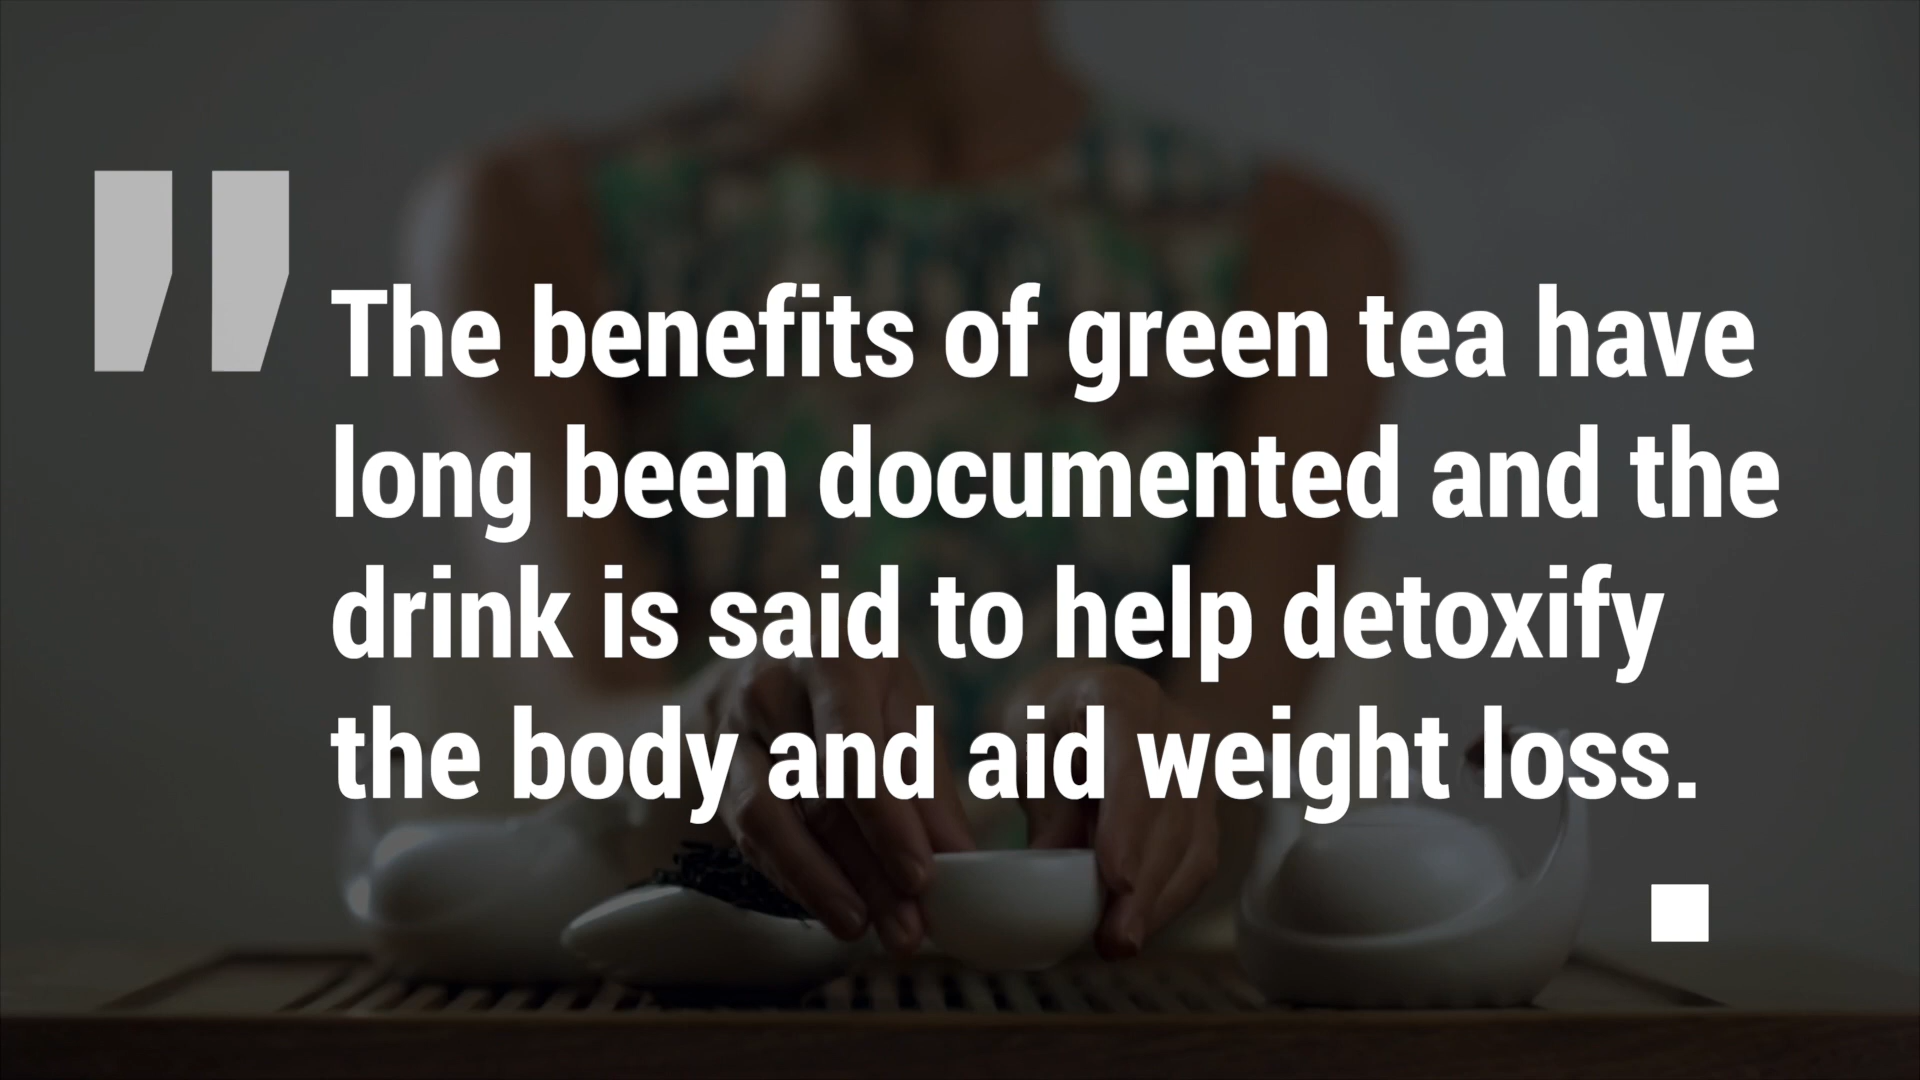 "
The benefits of green tea have
long been documented and the
drink is said to help detoxify
the body and aid weight loss.